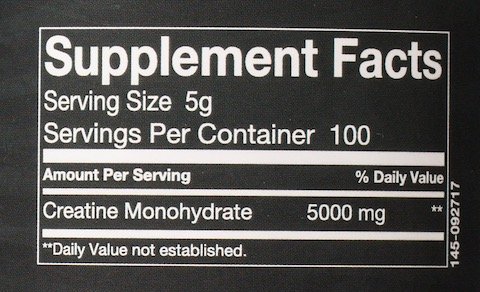 Supplement Facts
Serving Size 5g
Servings Per Container 100
Amount Per Serving % Daily Value
Creatine Monohydrate 5000 mg **
**Daily Value not established.
145-092717